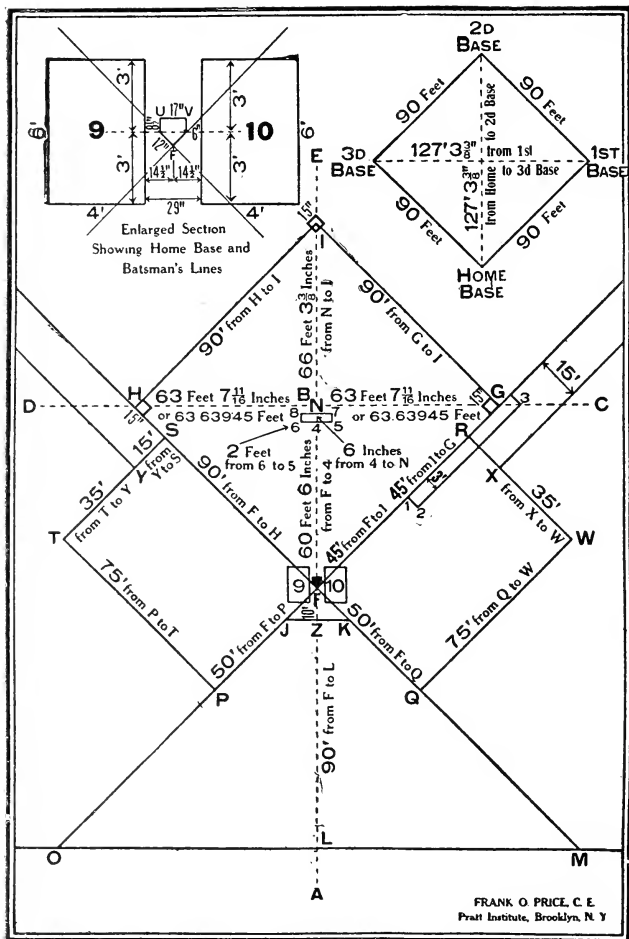 3'
3'
6'
9
U 17" V
8½"
6"
12"
F
14½" 14½"
29"
3'
3'
10
6'
4'
4'
Enlarged Section
Showing Home Base and
Batsman's Lines
2D
BASE
90 Feet
90 Feet
3D
BASE
127' 3⅜" from 1st to 3d Base
127' 3⅜" from Home to 2d Base
1ST
BASE
90 Feet
90 Feet
HOME
BASE
E
15"
I
90' from H to I
66 Feet 3⅜ Inches
from N to I
90' from G to I
15'
D
H
15"
63 Feet 7 11/16 Inches
or 63 63945 Feet
B
N
63 Feet 7 11/16 Inches
or 63.63945 Feet
15"
G
3
C
8 7
6 4 5
2 Feet
from 6 to 5
6 Inches
from 4 to N
S
R
15'
from
Y to S
Y
35'
from T to Y
T
90' from F to H
60 Feet 6 Inches
from F to 4
45' from I to G
45' from F to I
3'
1
2
X
35'
from X to W
W
75' from P to T
75' from Q to W
9
10
F
10'
J
Z
K
50' from F to P
50' from F to Q
P
Q
90' from F to L
O
L
M
A
FRANK O. PRICE, C. E.
Pratt Institute, Brooklyn, N. Y